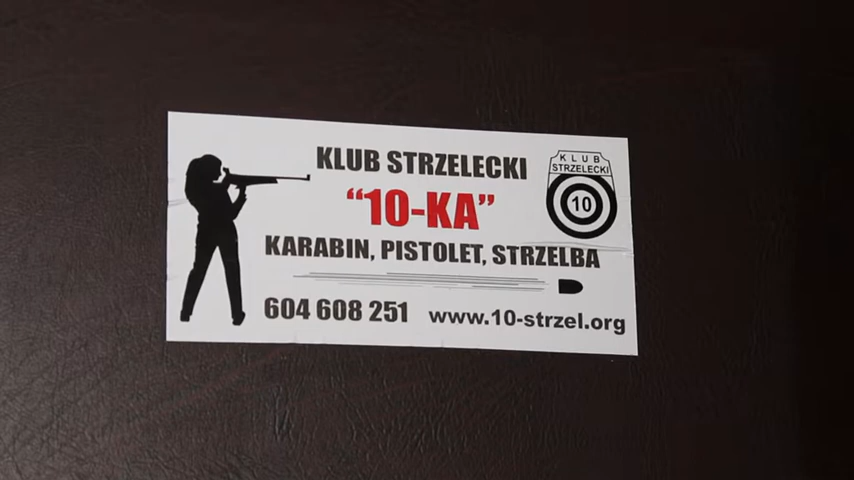 KLUB STRZELECKI
“10-KA”
KARABIN, PISTOLET, STRZELBA
604 608 251 www.10-strzel.org
KLUB
STRZELECKI
10